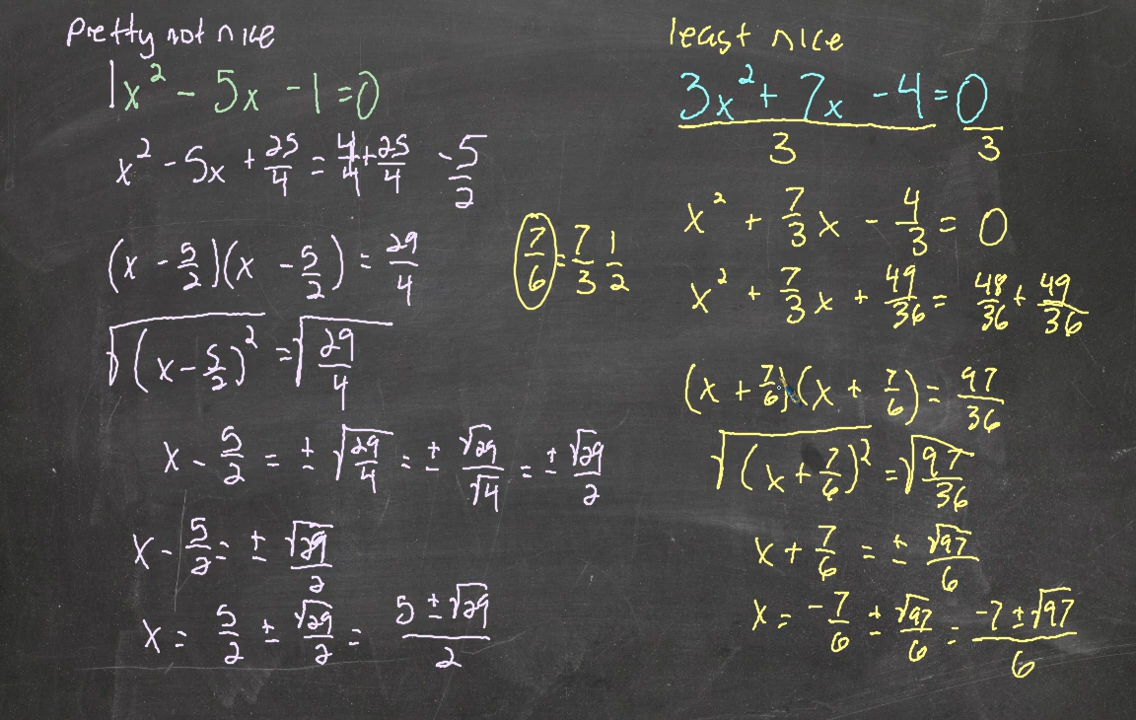 Pretty not nice
1x² - 5x - 1 = 0
x² - 5x + 25/4 = 4/4 + 25/4   -5/2
(x - 5/2)(x - 5/2) = 29/4
√(x - 5/2)² = √29/4
x - 5/2 = ± √29/4 = ± √29/√4 = ± √29/2
x - 5/2 = ± √29/2
x = 5/2 ± √29/2 = 5 ± √29/2
7/6 = 7/3 1/2
least nice
3x² + 7x - 4/3 = 0/3
x² + 7/3x - 4/3 = 0
x² + 7/3x + 49/36 = 48/36 + 49/36
(x + 7/6)(x + 7/6) = 97/36
√(x + 7/6)² = √97/36
x + 7/6 = ± √97/6
x = -7/6 ± √97/6 = -7 ± √97/6